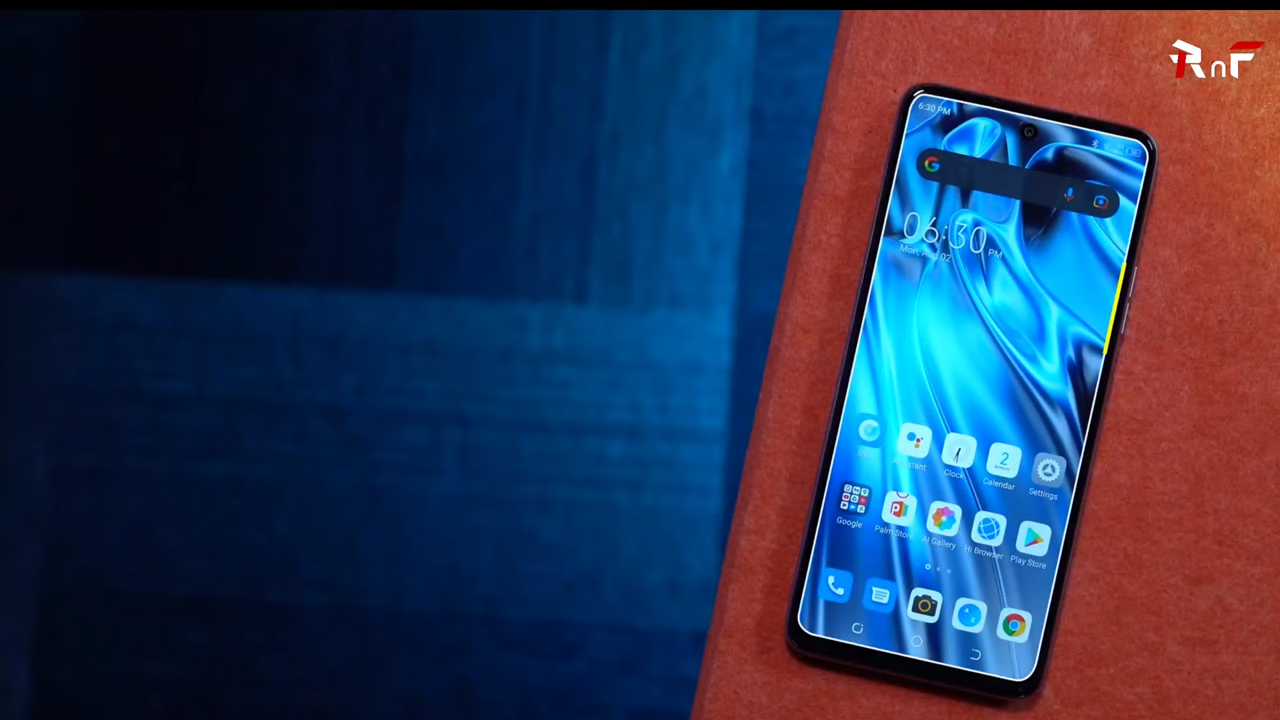 RnF
6:30 PM
G
06:30 PM
Mon, Aug 02
Assistant
Clock
2
Calendar
Settings
Google
Palm Store
AI Gallery
Hi Browser
Play Store